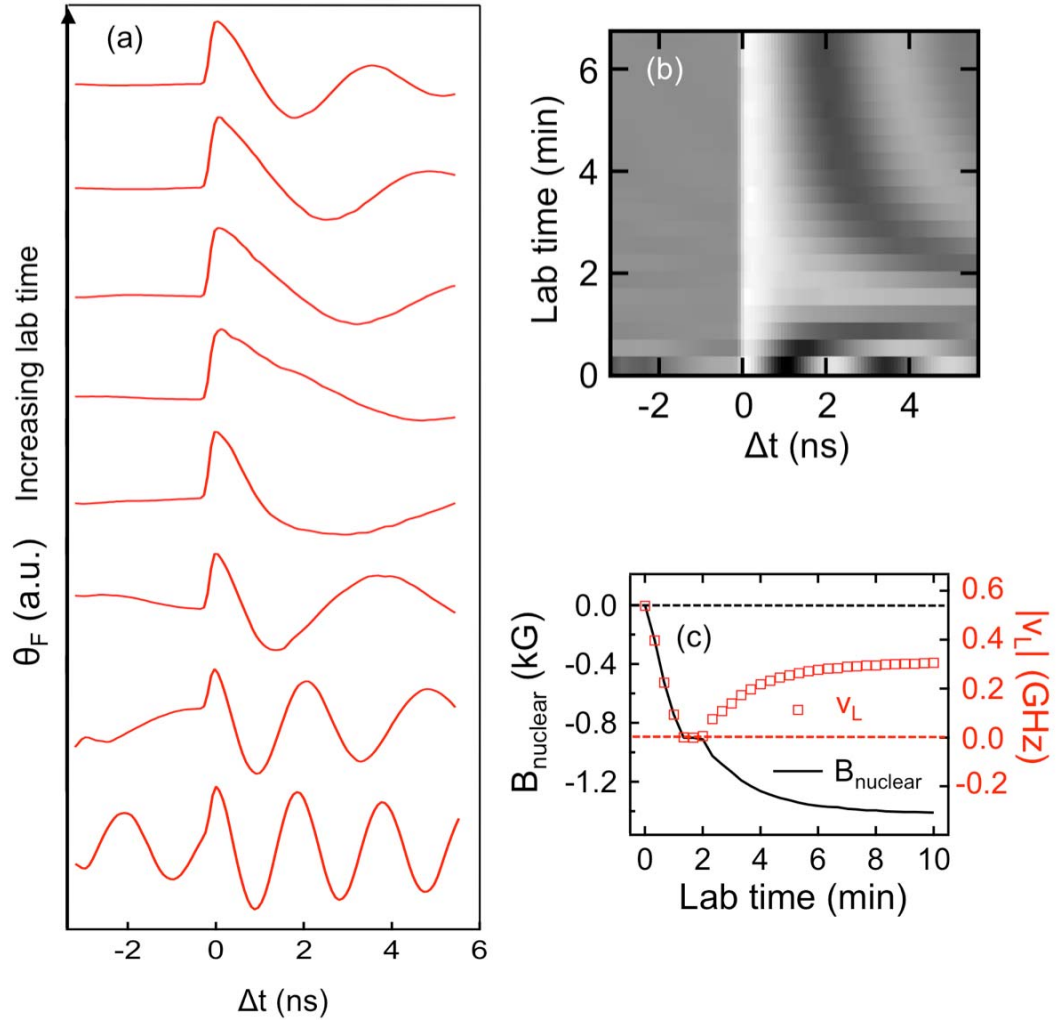 (a)
θF (a.u.) Increasing lab time
-2 0 2 4 6
Δt (ns)
(b)
Lab time (min)
6
4
2
0
-2 0 2 4
Δt (ns)
(c)
Bnuclear (kG)
0.0
-0.4
-0.8
-1.2
|νL| (GHz)
0.6
0.4
0.2
0.0
-0.2
νL
Bnuclear
0 2 4 6 8 10
Lab time (min)